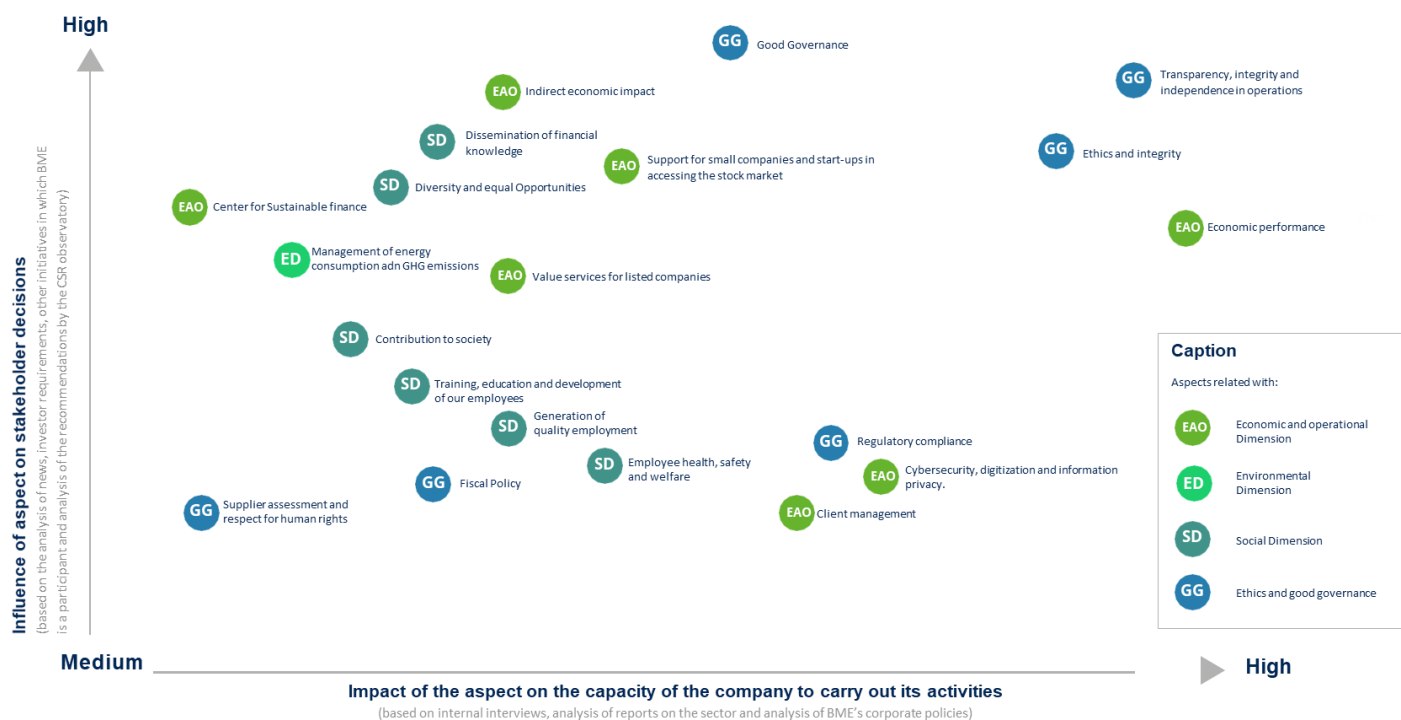 High
GG
Good Governance
GG
Transparency, integrity and
independence in operations
EAO
Indirect economic impact
SD
Dissemination of financial
knowledge
GG
Ethics and integrity
EAO
Support for small companies and start-ups in
accessing the stock market
SD
Diversity and equal Opportunities
EAO
Center for Sustainable finance
EAO
Economic performance
ED
Management of energy
consumption adn GHG emissions
EAO
Value services for listed companies
SD
Contribution to society
SD
Training, education and development
of our employees
SD
Generation of
quality employment
GG
Regulatory compliance
SD
Employee health, safety
and welfare
EAO
Cybersecurity, digitization and information
privacy.
GG
Fiscal Policy
GG
Supplier assessment and
respect for human rights
EAO
Client management
Influence of aspect on stakeholder decisions
(based on the analysis of news, investor requirements, other initiatives in which BME
is a participant and analysis of the recommendations by the CSR observatory)
Caption
Aspects related with:
EAO
Economic and operational
Dimension
ED
Environmental
Dimension
SD
Social Dimension
GG
Ethics and good governance
Medium
High
Impact of the aspect on the capacity of the company to carry out its activities
(based on internal interviews, analysis of reports on the sector and analysis of BME's corporate policies)